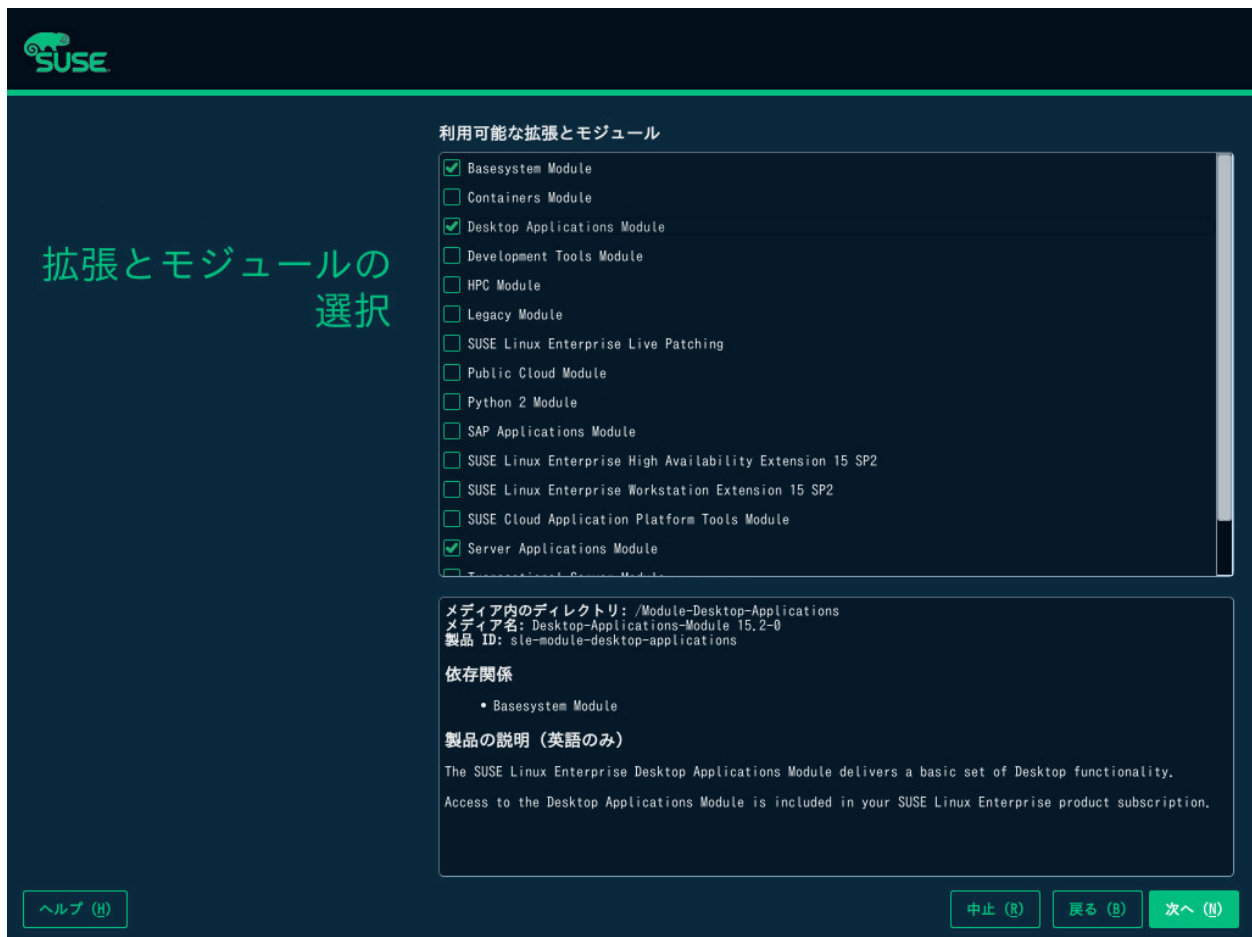 SUSE.
拡張とモジュールの
選択
利用可能な拡張とモジュール
Basesystem Module
Containers Module
Desktop Applications Module
Development Tools Module
HPC Module
Legacy Module
SUSE Linux Enterprise Live Patching
Public Cloud Module
Python 2 Module
SAP Applications Module
SUSE Linux Enterprise High Availability Extension 15 SP2
SUSE Linux Enterprise Workstation Extension 15 SP2
SUSE Cloud Application Platform Tools Module
Server Applications Module
Transactional Server Module
メディア内のディレクトリ: /Module-Desktop-Applications
メディア名: Desktop-Applications-Module 15.2-0
製品 ID: sle-module-desktop-applications
依存関係
• Basesystem Module
製品の説明（英語のみ）
The SUSE Linux Enterprise Desktop Applications Module delivers a basic set of Desktop functionality.
Access to the Desktop Applications Module is included in your SUSE Linux Enterprise product subscription.
ヘルプ (H)
中止 (R)
戻る (B)
次へ (N)